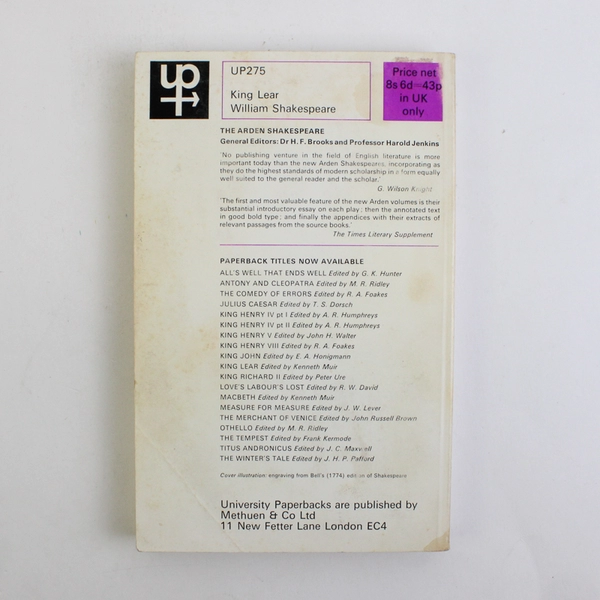 up
UP275
King Lear
William Shakespeare
Price net
8s 6d=43p
in UK
only
THE ARDEN SHAKESPEARE
General Editors: Dr H. F. Brooks and Professor Harold Jenkins
'No publishing venture in the field of English literature is more
important today than the new Arden Shakespeares, incorporating as
they do the highest standards of modern scholarship in a form equally
well suited to the general reader and the scholar.'
G. Wilson Knight
'The first and most valuable feature of the new Arden volumes is their
substantial introductory essay on each play; then the annotated text
in good bold type; and finally the appendices with their extracts of
relevant passages from the source books.'
The Times Literary Supplement
PAPERBACK TITLES NOW AVAILABLE
ALL'S WELL THAT ENDS WELL Edited by G. K. Hunter
ANTONY AND CLEOPATRA Edited by M. R. Ridley
THE COMEDY OF ERRORS Edited by R. A. Foakes
JULIUS CAESAR Edited by T. S. Dorsch
KING HENRY IV pt I Edited by A. R. Humphreys
KING HENRY IV pt II Edited by A. R. Humphreys
KING HENRY V Edited by John H. Walter
KING HENRY VIII Edited by R. A. Foakes
KING JOHN Edited by E. A. Honigmann
KING LEAR Edited by Kenneth Muir
KING RICHARD II Edited by Peter Ure
LOVE'S LABOUR'S LOST Edited by R. W. David
MACBETH Edited by Kenneth Muir
MEASURE FOR MEASURE Edited by J. W. Lever
THE MERCHANT OF VENICE Edited by John Russell Brown
OTHELLO Edited by M. R. Ridley
THE TEMPEST Edited by Frank Kermode
TITUS ANDRONICUS Edited by J. C. Maxwell
THE WINTER'S TALE Edited by J. H. P. Pafford
Cover illustration: engraving from Bell's (1774) edition of Shakespeare
University Paperbacks are published by
Methuen & Co Ltd
11 New Fetter Lane London EC4